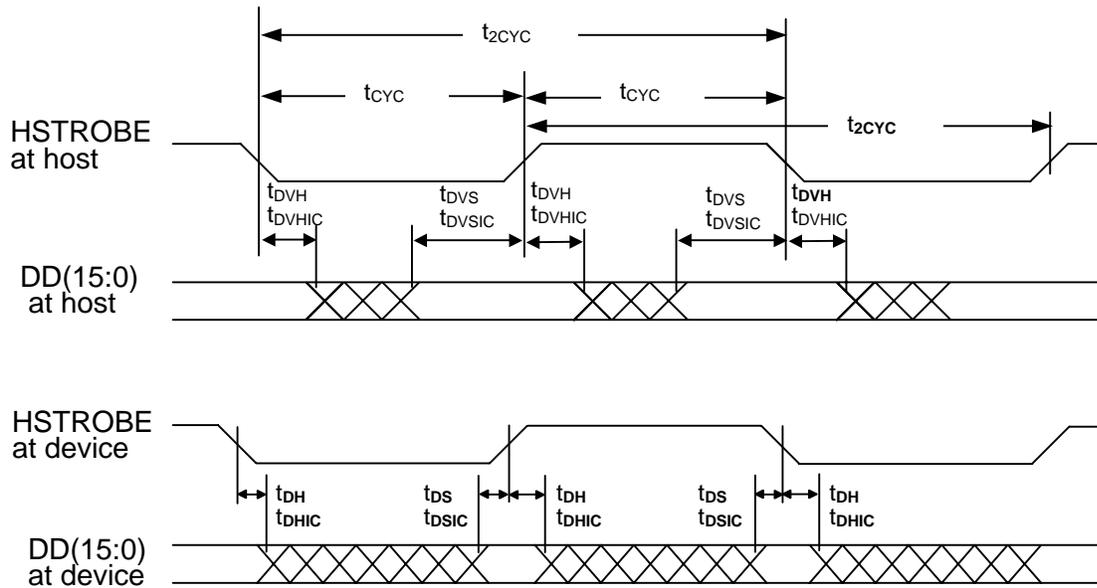 t2CYC
tCYC tCYC
t2CYC
HSTROBE
at host
tDVH tDVS tDVH tDVS tDVH
tDVHIC tDVSIC tDVHIC tDVSIC tDVHIC
DD(15:0)
at host
HSTROBE
at device
tDH tDS tDH tDS tDH
tDHIC tDSIC tDHIC tDSIC tDHIC
DD(15:0)
at device